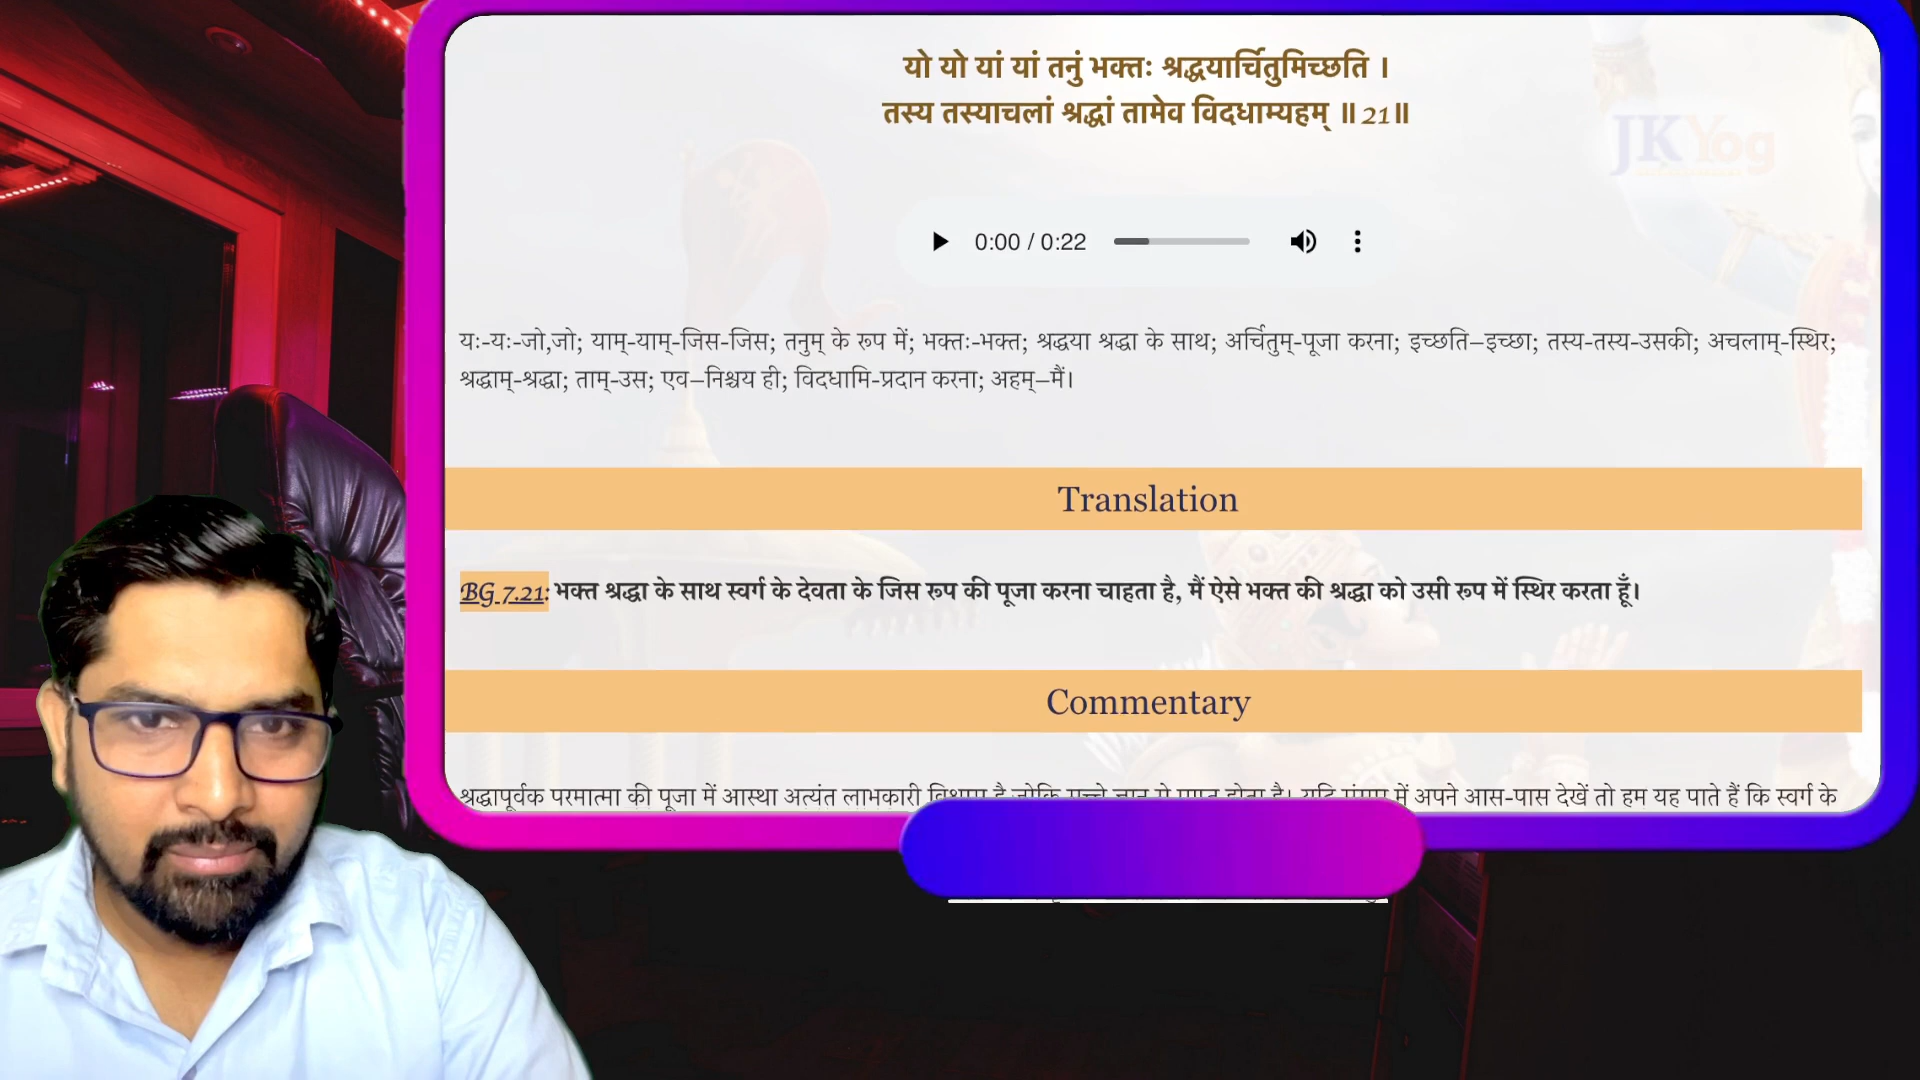 यो यो यां यां तनुं भक्तः श्रद्धयार्चितुमिच्छति ।
तस्य तस्याचलां श्रद्धां तामेव विदधाम्यहम् ॥21॥
JKYog
0:00 / 0:22
यः-यः-जो,जो; याम्-याम्-जिस-जिस; तनुम् के रूप में; भक्तः-भक्त; श्रद्धया श्रद्धा के साथ; अर्चितुम्-पूजा करना; इच्छति–इच्छा; तस्य-तस्य-उसकी; अचलाम्-स्थिर;
श्रद्धाम्-श्रद्धा; ताम्-उस; एव–निश्चय ही; विदधामि-प्रदान करना; अहम्–मैं।
Translation
BG 7.21: भक्त श्रद्धा के साथ स्वर्ग के देवता के जिस रूप की पूजा करना चाहता है, मैं ऐसे भक्त की श्रद्धा को उसी रूप में स्थिर करता हूँ।
Commentary
श्रद्धापूर्वक परमात्मा की पूजा में आस्था अत्यंत लाभकारी में अपने आस-पास देखें तो हम यह पाते हैं कि स्वर्ग के